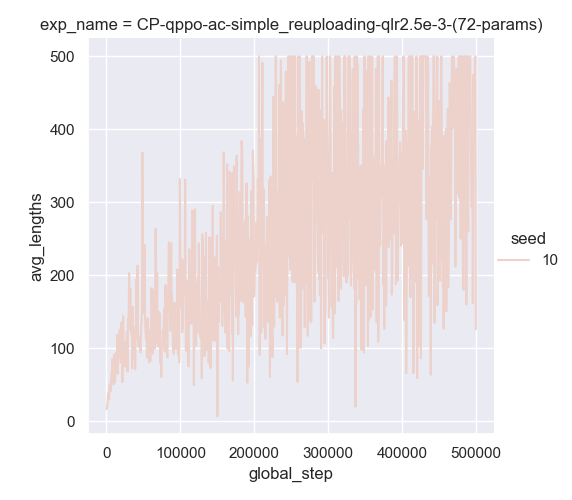 exp_name = CP-qppo-ac-simple_reuploading-qlr2.5e-3-(72-params)
500
400
300
200
100
0
avg_lengths
0 100000 200000 300000 400000 500000
global_step
seed
10